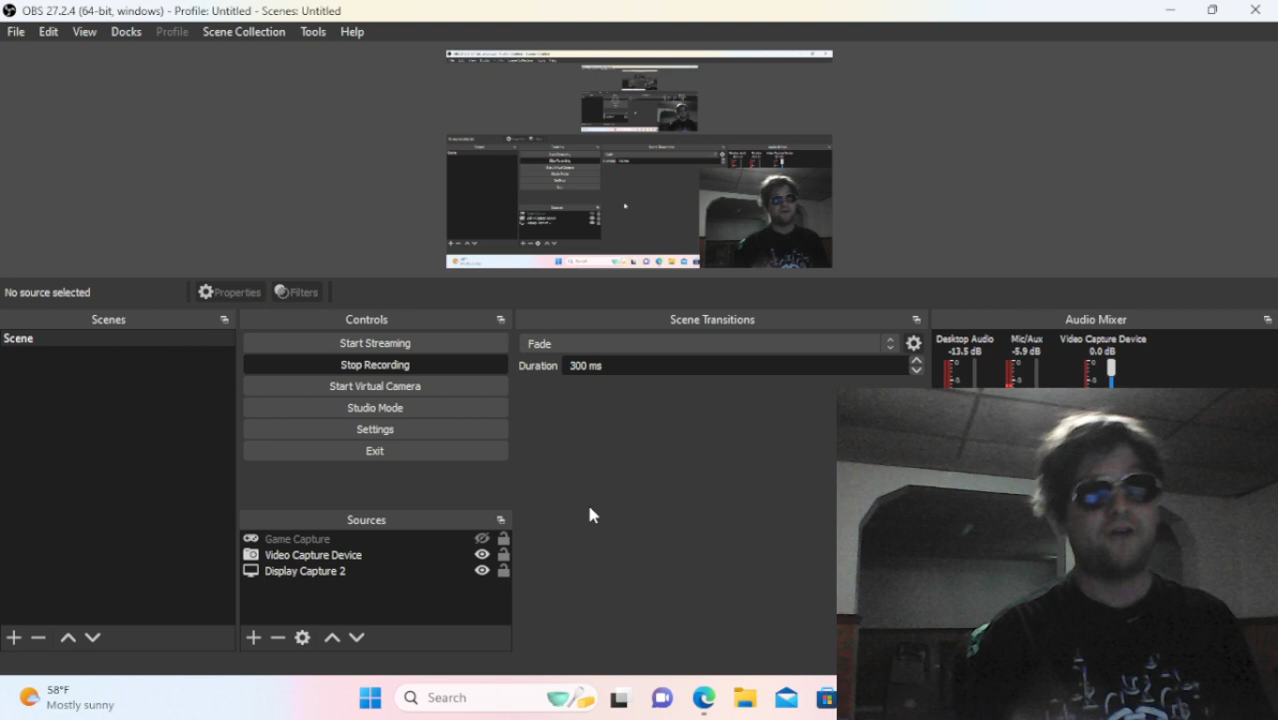 OBS 27.2.4 (64-bit, windows) - Profile: Untitled - Scenes: Untitled
File Edit View Docks Profile Scene Collection Tools Help
No source selected
Properties
Filters
Scenes
Controls
Scene Transitions
Audio Mixer
Scene
Start Streaming
Stop Recording
Start Virtual Camera
Studio Mode
Settings
Exit
Fade
Duration 300 ms
Desktop Audio Mic/Aux Video Capture Device
-13.5 dB -5.9 dB 0.0 dB
Sources
Game Capture
Video Capture Device
Display Capture 2
58°F
Mostly sunny
Search